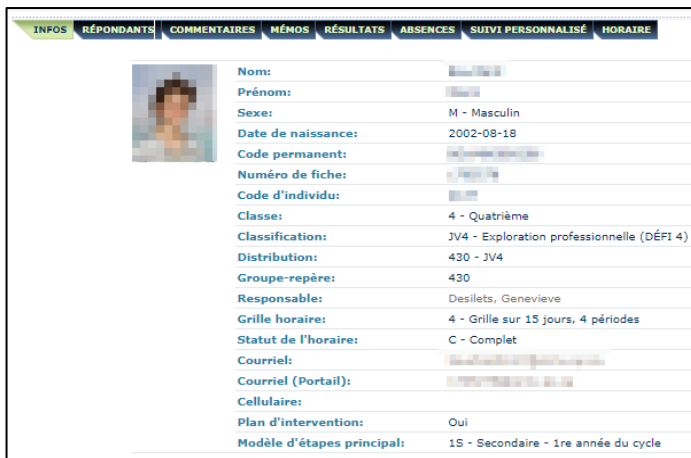 INFOS RÉPONDANTS COMMENTAIRES MÉMOS RÉSULTATS ABSENCES SUIVI PERSONNALISÉ HORAIRE
Nom:
Prénom:
Sexe: M - Masculin
Date de naissance: 2002-08-18
Code permanent:
Numéro de fiche:
Code d'individu:
Classe: 4 - Quatrième
Classification: JV4 - Exploration professionnelle (DÉFI 4)
Distribution: 430 - JV4
Groupe-repère: 430
Responsable: Desilets, Genevieve
Grille horaire: 4 - Grille sur 15 jours, 4 périodes
Statut de l'horaire: C - Complet
Courriel:
Courriel (Portail):
Cellulaire:
Plan d'intervention: Oui
Modèle d'étapes principal: 1S - Secondaire - 1re année du cycle